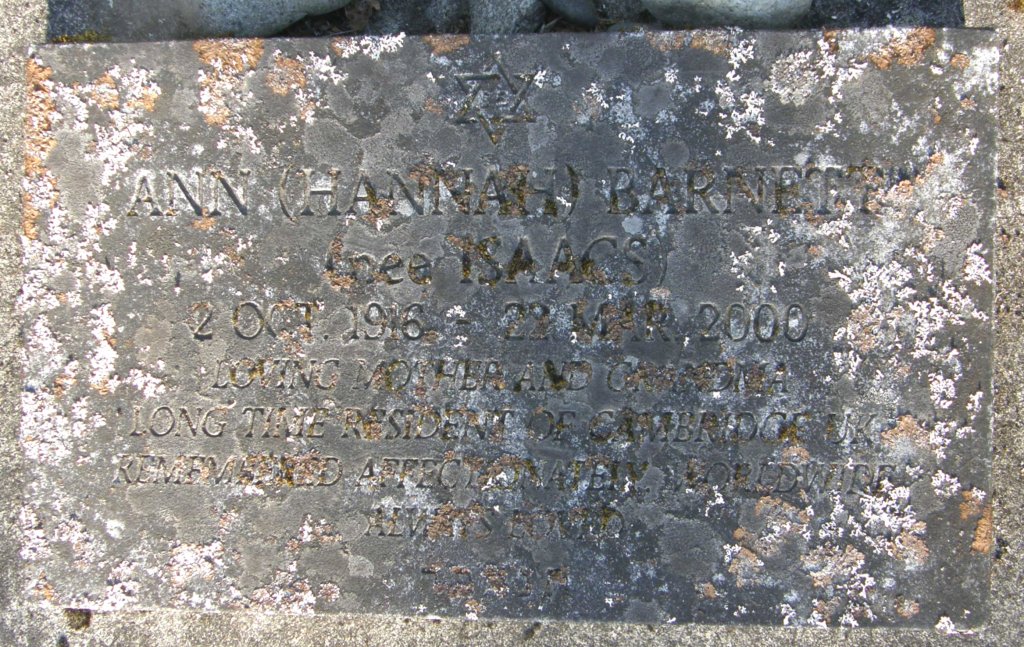 ANN (HANNAH) BARNETT
(nee ISAACS)
2 OCT. 1916 - 22 MAR. 2000
LOVING MOTHER AND GRANDMA
LONG TIME RESIDENT OF CAMBRIDGE UK
REMEMBERED AFFECTIONATELY, WORLDWIDE
ALWAYS LOVED